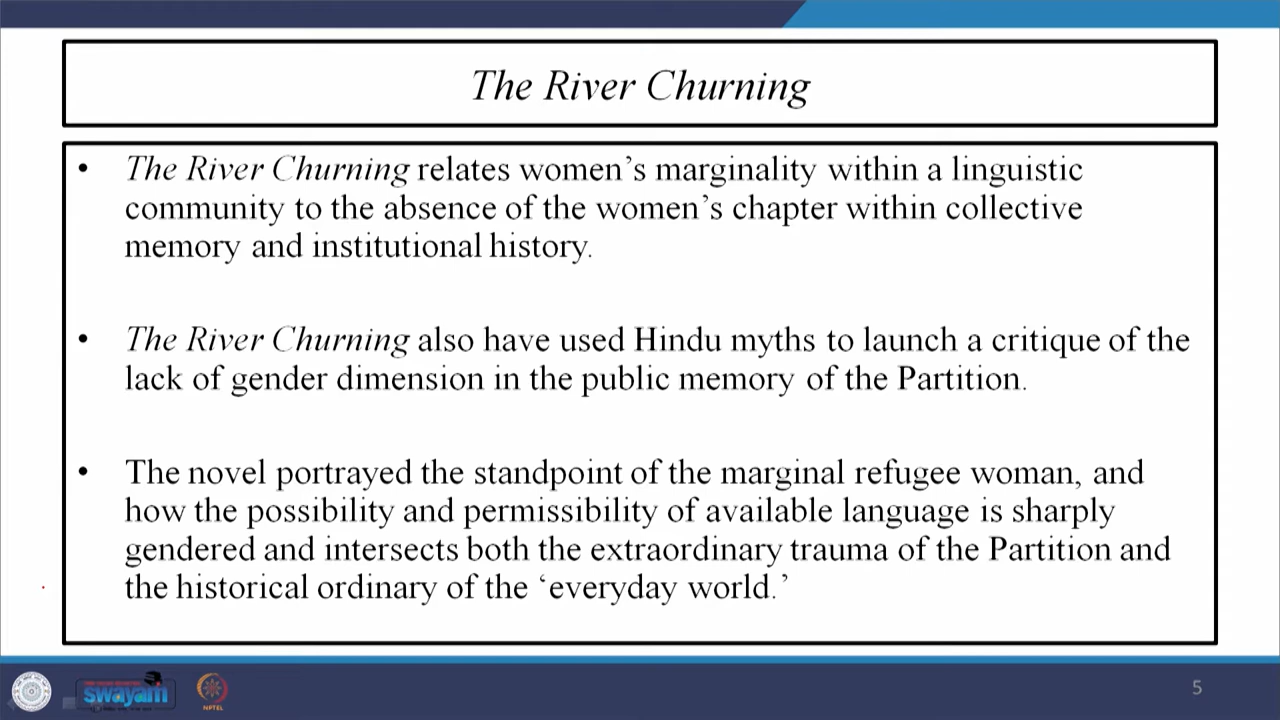 The River Churning
• The River Churning relates women’s marginality within a linguistic
community to the absence of the women’s chapter within collective
memory and institutional history.
• The River Churning also have used Hindu myths to launch a critique of the
lack of gender dimension in the public memory of the Partition.
• The novel portrayed the standpoint of the marginal refugee woman, and
how the possibility and permissibility of available language is sharply
gendered and intersects both the extraordinary trauma of the Partition and
the historical ordinary of the ‘everyday world.’
swayam
NPTEL
5